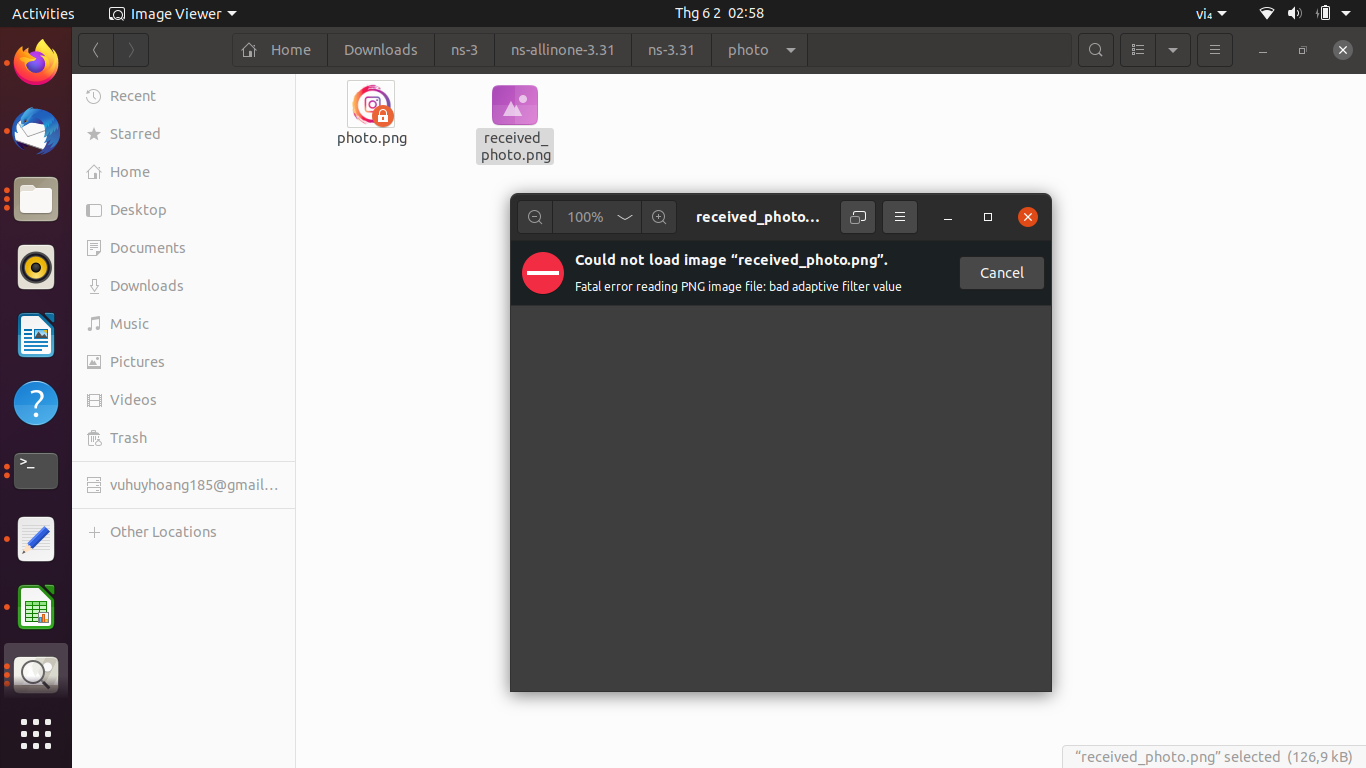 Activities
Image Viewer
Thg 6 2 02:58
vi₄
Home
Downloads
ns-3
ns-allinone-3.31
ns-3.31
photo
Recent
Starred
Home
Desktop
Documents
Downloads
Music
Pictures
Videos
Trash
vuhuyhoang185@gmail…
Other Locations
photo.png
received_
photo.png
100%
received_photo…
Could not load image “received_photo.png”.
Fatal error reading PNG image file: bad adaptive filter value
Cancel
“received_photo.png” selected (126,9 kB)